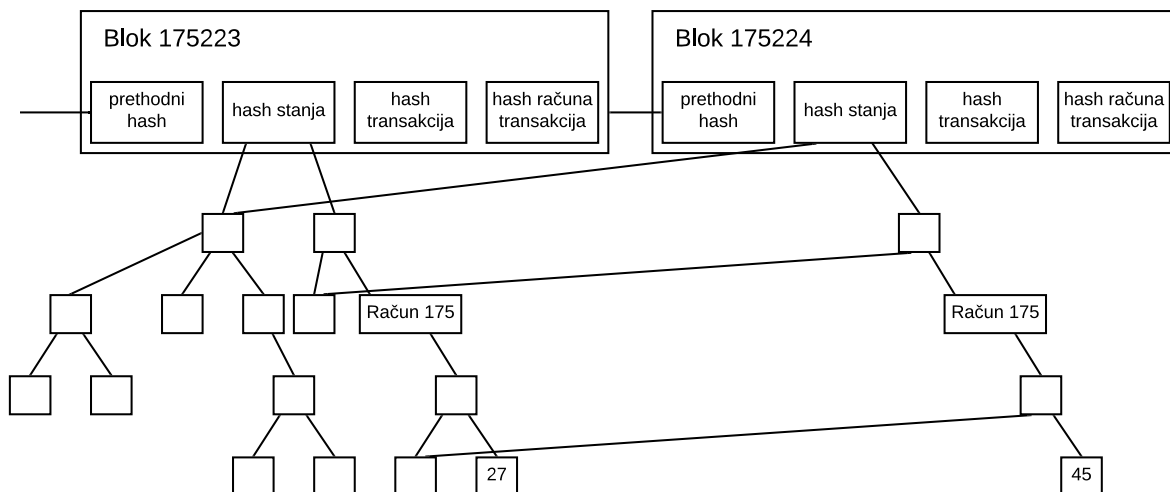 Blok 175223
prethodni
hash
hash stanja
hash
transakcija
hash računa
transakcija
Blok 175224
prethodni
hash
hash stanja
hash
transakcija
hash računa
transakcija
Račun 175
Račun 175
27
45